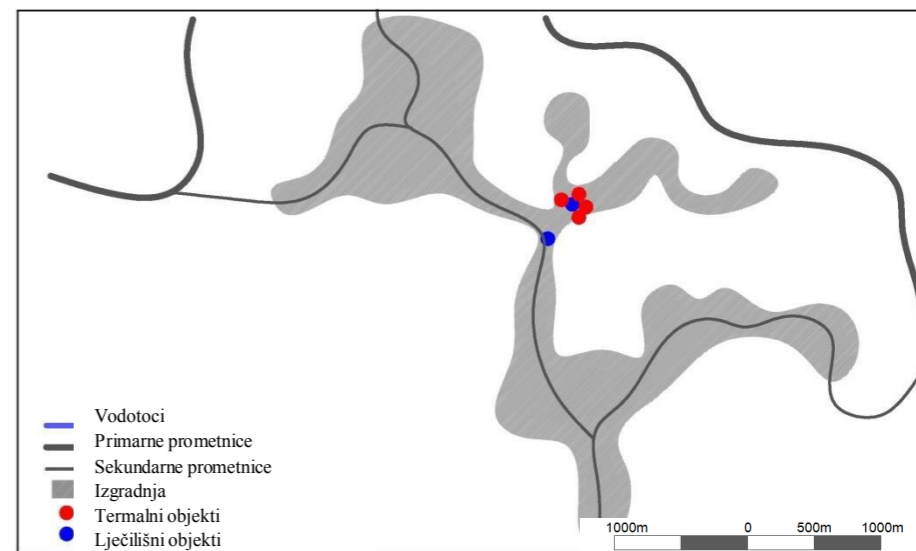 Vodotoci
Primarne prometnice
Sekundarne prometnice
Izgradnja
Termalni objekti
Lječilišni objekti
1000m 0 500m 1000m